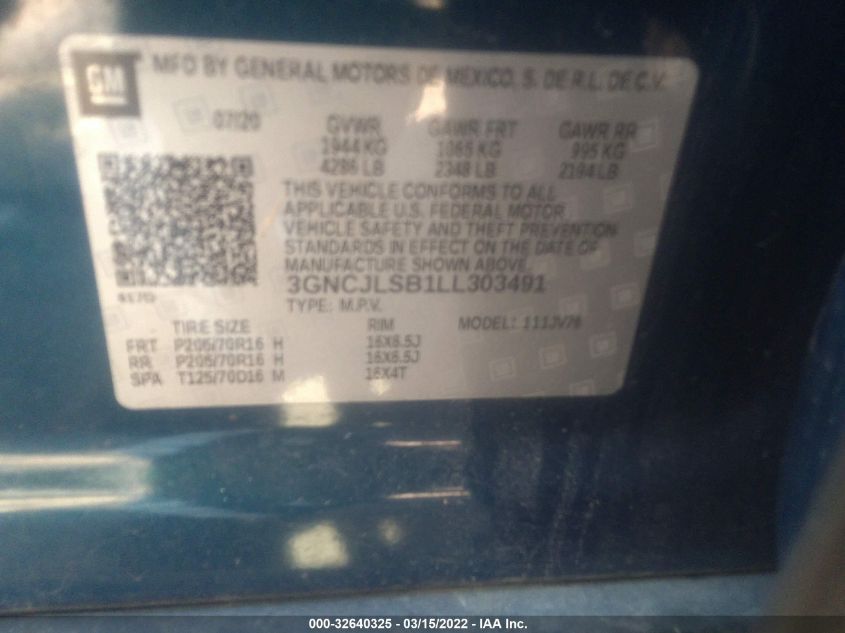 GM
MFD BY GENERAL MOTORS DE MEXICO, S. DE R.L. DE C.V.
07/20 GVWR GAWR FRT GAWR RR
1944 KG 1065 KG 995 KG
4286 LB 2348 LB 2194 LB
THIS VEHICLE CONFORMS TO ALL
APPLICABLE U.S. FEDERAL MOTOR
VEHICLE SAFETY AND THEFT PREVENTION
STANDARDS IN EFFECT ON THE DATE OF
MANUFACTURE SHOWN ABOVE.
3GNCJLSB1LL303491
TYPE: M.P.V.
TIRE SIZE RIM MODEL: 111JV76
FRT P205/70R16 H 16X6.5J
RR P205/70R16 H 16X6.5J
SPA T125/70D16 M 16X4T
000-32640325 - 03/15/2022 - IAA Inc.